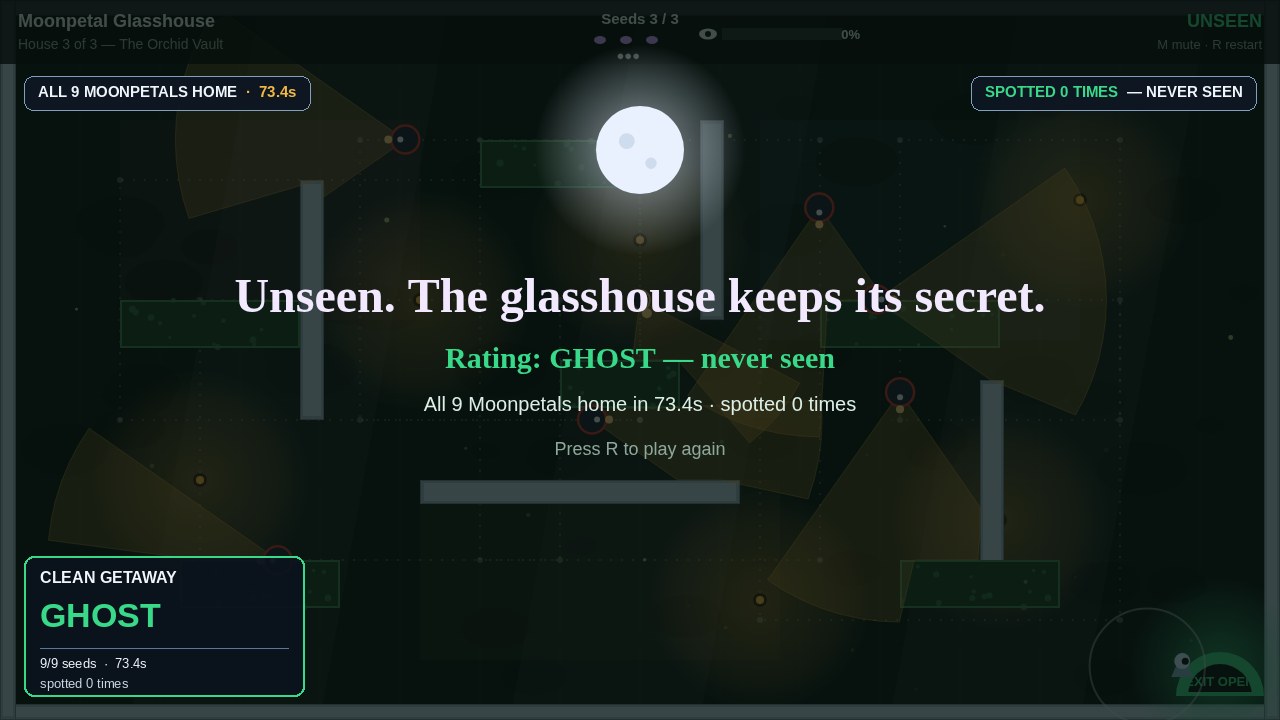 Moonpetal Glasshouse
House 3 of 3 — The Orchid Vault
Seeds 3 / 3
0%
UNSEEN
M mute · R restart
ALL 9 MOONPETALS HOME · 73.4s
SPOTTED 0 TIMES — NEVER SEEN
Unseen. The glasshouse keeps its secret.
Rating: GHOST — never seen
All 9 Moonpetals home in 73.4s · spotted 0 times
Press R to play again
CLEAN GETAWAY
GHOST
9/9 seeds · 73.4s
spotted 0 times
EXIT OPEN